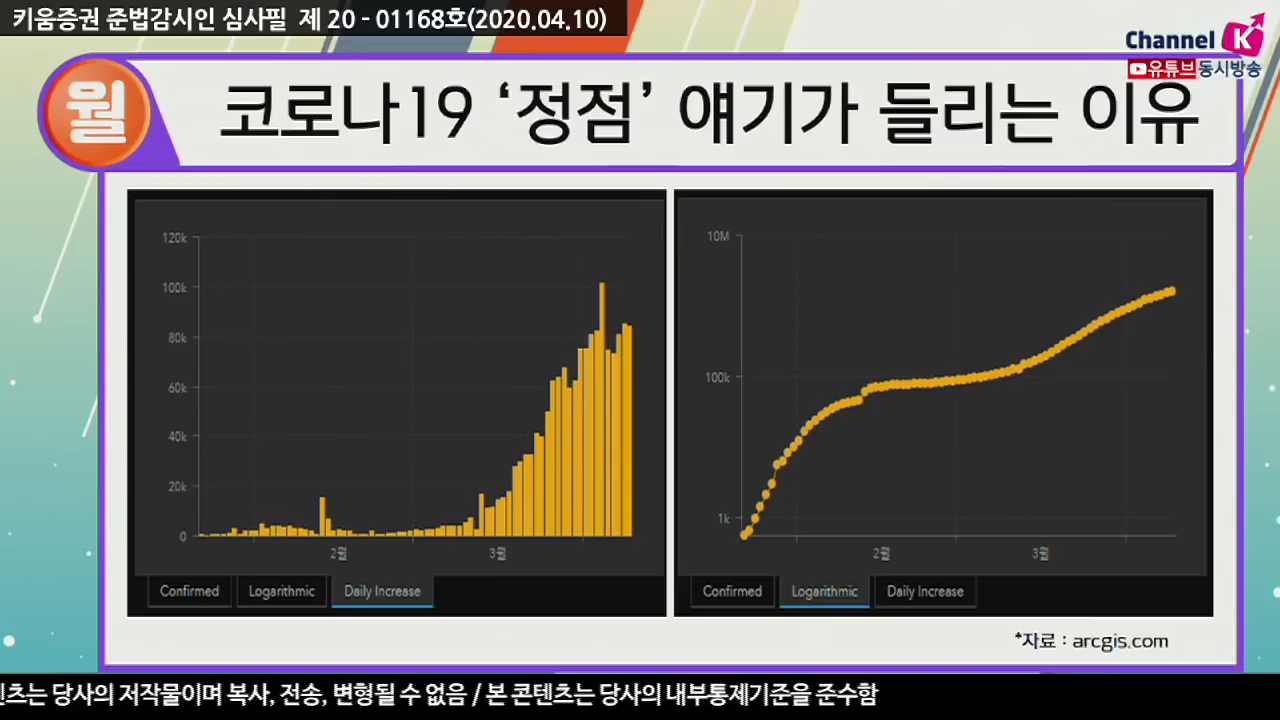 키움증권 준법감시인 심사필 제 20 - 01168호(2020.04.10)
Channel K
유튜브동시방송
월
코로나19 ‘정점’ 얘기가 들리는 이유
120k
100k
80k
60k
40k
20k
0
2월
3월
Confirmed
Logarithmic
Daily Increase
10M
100k
1k
2월
3월
Confirmed
Logarithmic
Daily Increase
*자료 : arcgis.com
텐츠는 당사의 저작물이며 복사, 전송, 변형될 수 없음 / 본 콘텐츠는 당사의 내부통제기준을 준수함